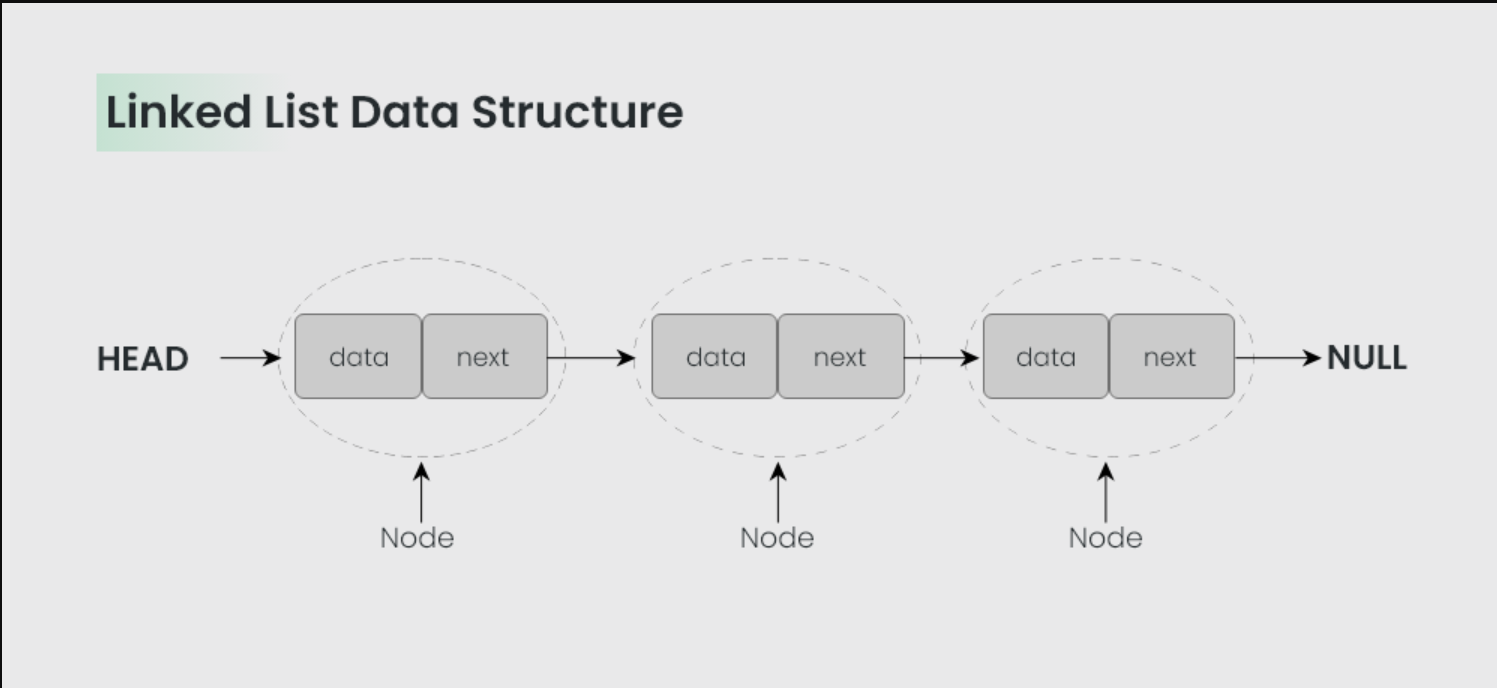 Linked List Data Structure
HEAD data next data next data next NULL
Node Node Node